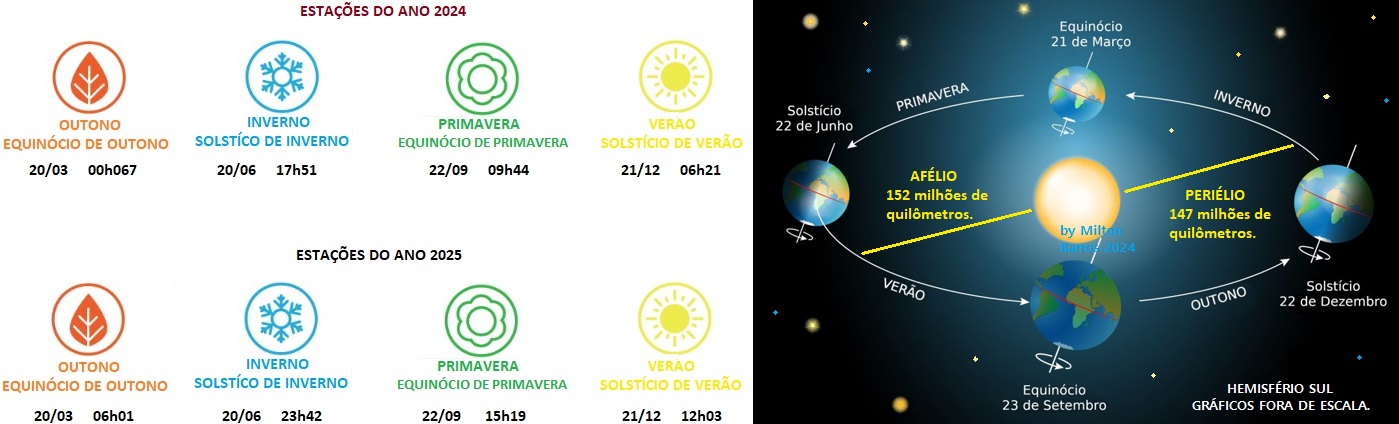 ESTAÇÕES DO ANO 2024
OUTONO
EQUINÓCIO DE OUTONO
20/03 00h067
INVERNO
SOLSTÍCO DE INVERNO
20/06 17h51
PRIMAVERA
EQUINÓCIO DE PRIMAVERA
22/09 09h44
VERAO
SOLSTÍCIO DE VERÃO
21/12 06h21
ESTAÇÕES DO ANO 2025
OUTONO
EQUINÓCIO DE OUTONO
20/03 06h01
INVERNO
SOLSTÍCO DE INVERNO
20/06 23h42
PRIMAVERA
EQUINÓCIO DE PRIMAVERA
22/09 15h19
VERAO
SOLSTÍCIO DE VERÃO
21/12 12h03
Equinócio
21 de Março
PRIMAVERA
INVERNO
Solstício
22 de Junho
AFÉLIO
152 milhões de
quilômetros.
PERIÉLIO
147 milhões de
quilômetros.
by Milton
2024
VERÃO
OUTONO
Solstício
22 de Dezembro
Equinócio
23 de Setembro
HEMISFÉRIO SUL
GRÁFICOS FORA DE ESCALA.